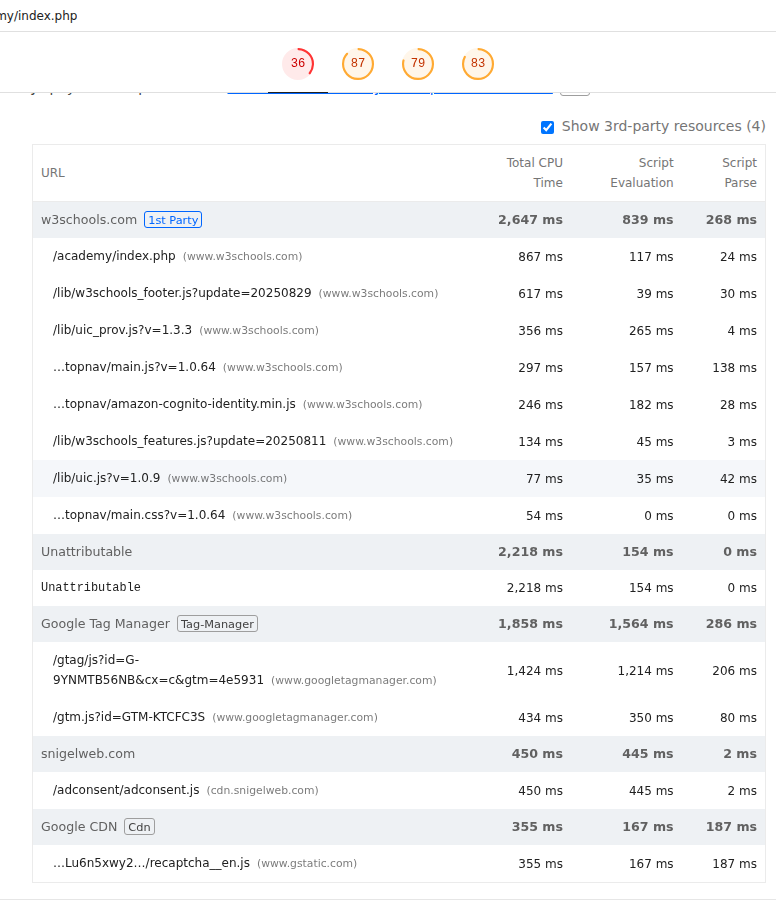 my/index.php
36 87 79 83
Show 3rd-party resources (4)
URL Total CPU Time Script Evaluation Script Parse
w3schools.com 1st Party 2,647 ms 839 ms 268 ms
/academy/index.php (www.w3schools.com) 867 ms 117 ms 24 ms
/lib/w3schools_footer.js?update=20250829 (www.w3schools.com) 617 ms 39 ms 30 ms
/lib/uic_prov.js?v=1.3.3 (www.w3schools.com) 356 ms 265 ms 4 ms
…topnav/main.js?v=1.0.64 (www.w3schools.com) 297 ms 157 ms 138 ms
…topnav/amazon-cognito-identity.min.js (www.w3schools.com) 246 ms 182 ms 28 ms
/lib/w3schools_features.js?update=20250811 (www.w3schools.com) 134 ms 45 ms 3 ms
/lib/uic.js?v=1.0.9 (www.w3schools.com) 77 ms 35 ms 42 ms
…topnav/main.css?v=1.0.64 (www.w3schools.com) 54 ms 0 ms 0 ms
Unattributable 2,218 ms 154 ms 0 ms
Unattributable 2,218 ms 154 ms 0 ms
Google Tag Manager Tag-Manager 1,858 ms 1,564 ms 286 ms
/gtag/js?id=G-
9YNMTB56NB&cx=c&gtm=4e5931 (www.googletagmanager.com) 1,424 ms 1,214 ms 206 ms
/gtm.js?id=GTM-KTCFC3S (www.googletagmanager.com) 434 ms 350 ms 80 ms
snigelweb.com 450 ms 445 ms 2 ms
/adconsent/adconsent.js (cdn.snigelweb.com) 450 ms 445 ms 2 ms
Google CDN Cdn 355 ms 167 ms 187 ms
…Lu6n5xwy2…/recaptcha__en.js (www.gstatic.com) 355 ms 167 ms 187 ms